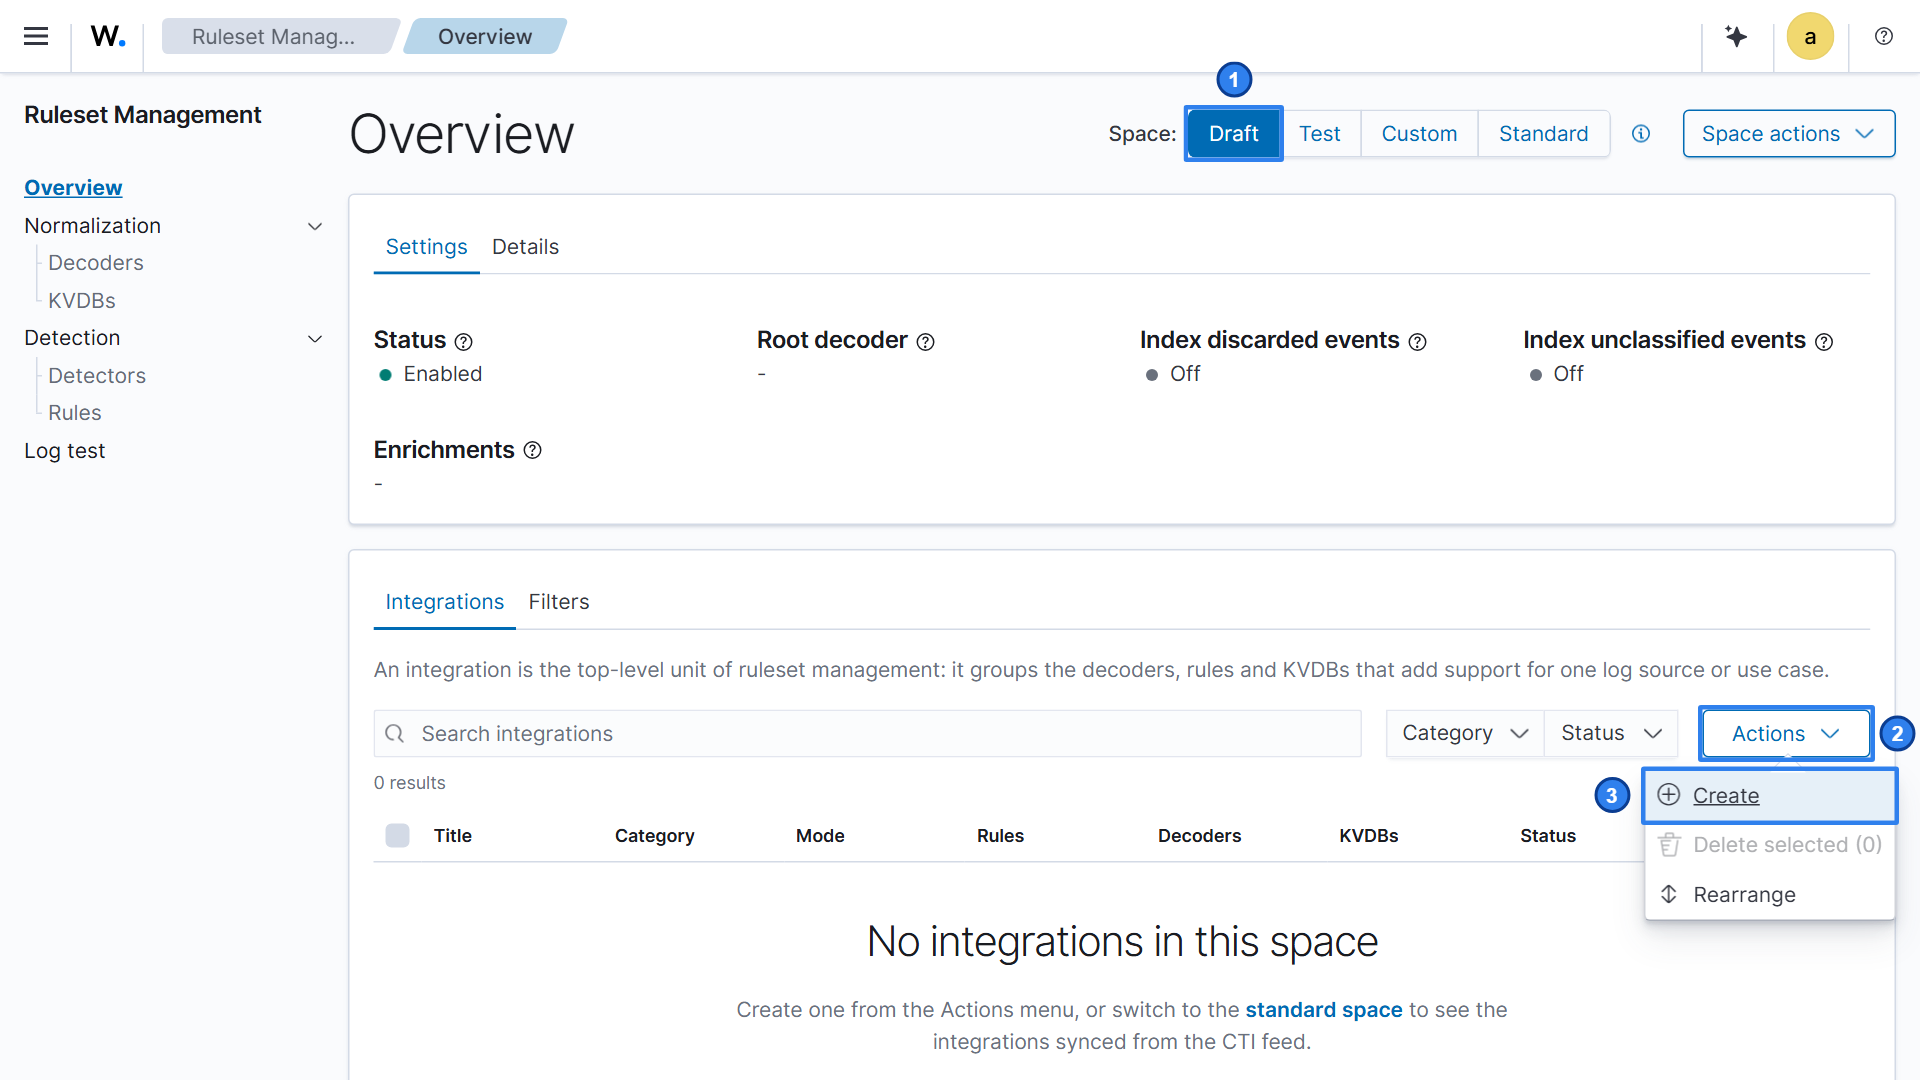 W.
Ruleset Manag...
Overview
a
1
Ruleset Management
Overview
Normalization
Decoders
KVDBs
Detection
Detectors
Rules
Log test
Overview
Space:
Draft
Test
Custom
Standard
Space actions
Settings
Details
Status
Enabled
Root decoder
-
Index discarded events
Off
Index unclassified events
Off
Enrichments
-
Integrations
Filters
An integration is the top-level unit of ruleset management: it groups the decoders, rules and KVDBs that add support for one log source or use case.
Search integrations
Category
Status
Actions
2
0 results
3
Create
Delete selected (0)
Rearrange
Title
Category
Mode
Rules
Decoders
KVDBs
Status
No integrations in this space
Create one from the Actions menu, or switch to the standard space to see the
integrations synced from the CTI feed.